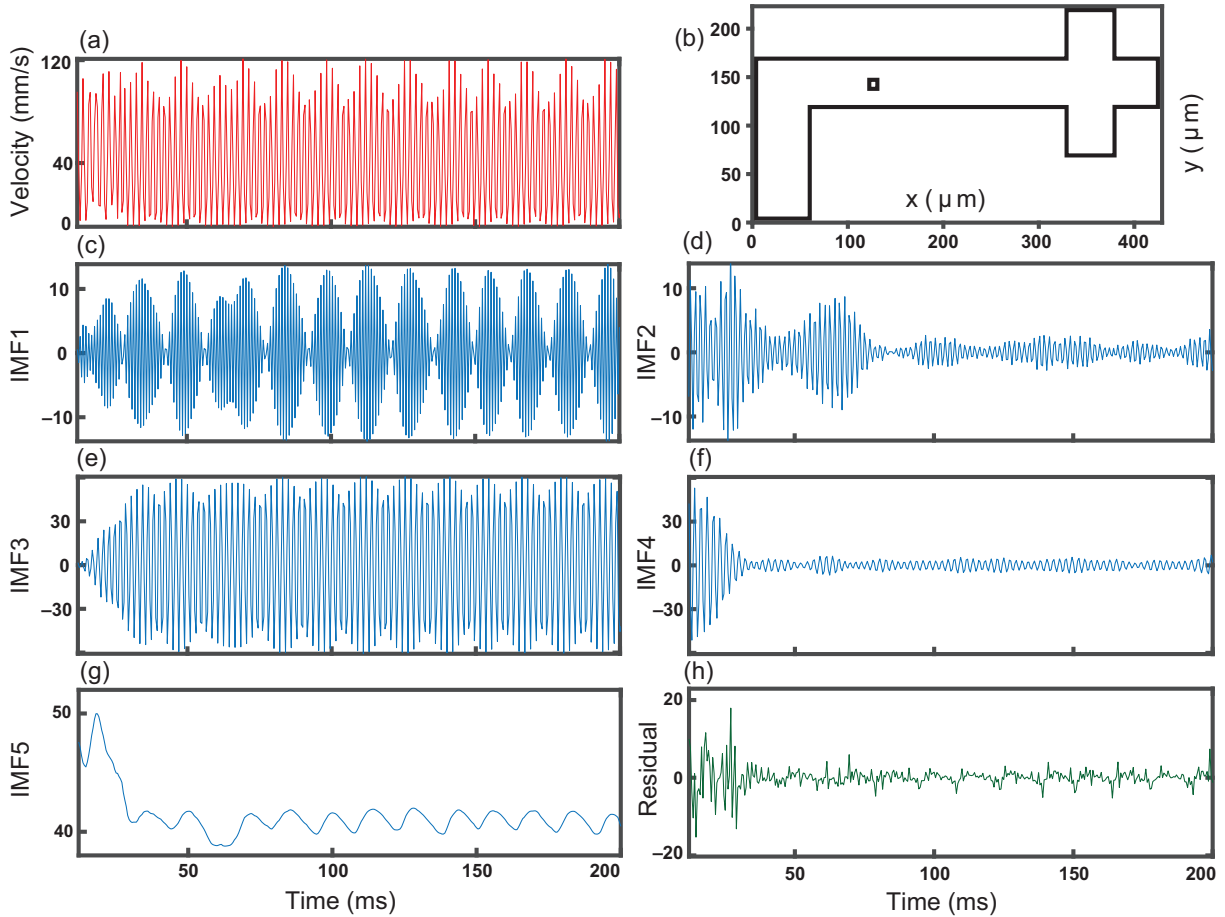 (a)
Velocity (mm/s)
120
40
0
(b)
200
150
100
50
0
x ( µ m)
y ( µ m)
0
100
200
300
400
(c)
IMF1
10
0
–10
(d)
IMF2
10
0
–10
(e)
IMF3
30
0
–30
(f)
IMF4
30
0
–30
(g)
IMF5
50
40
50
100
150
200
Time (ms)
(h)
Residual
20
0
–20
50
100
150
200
Time (ms)